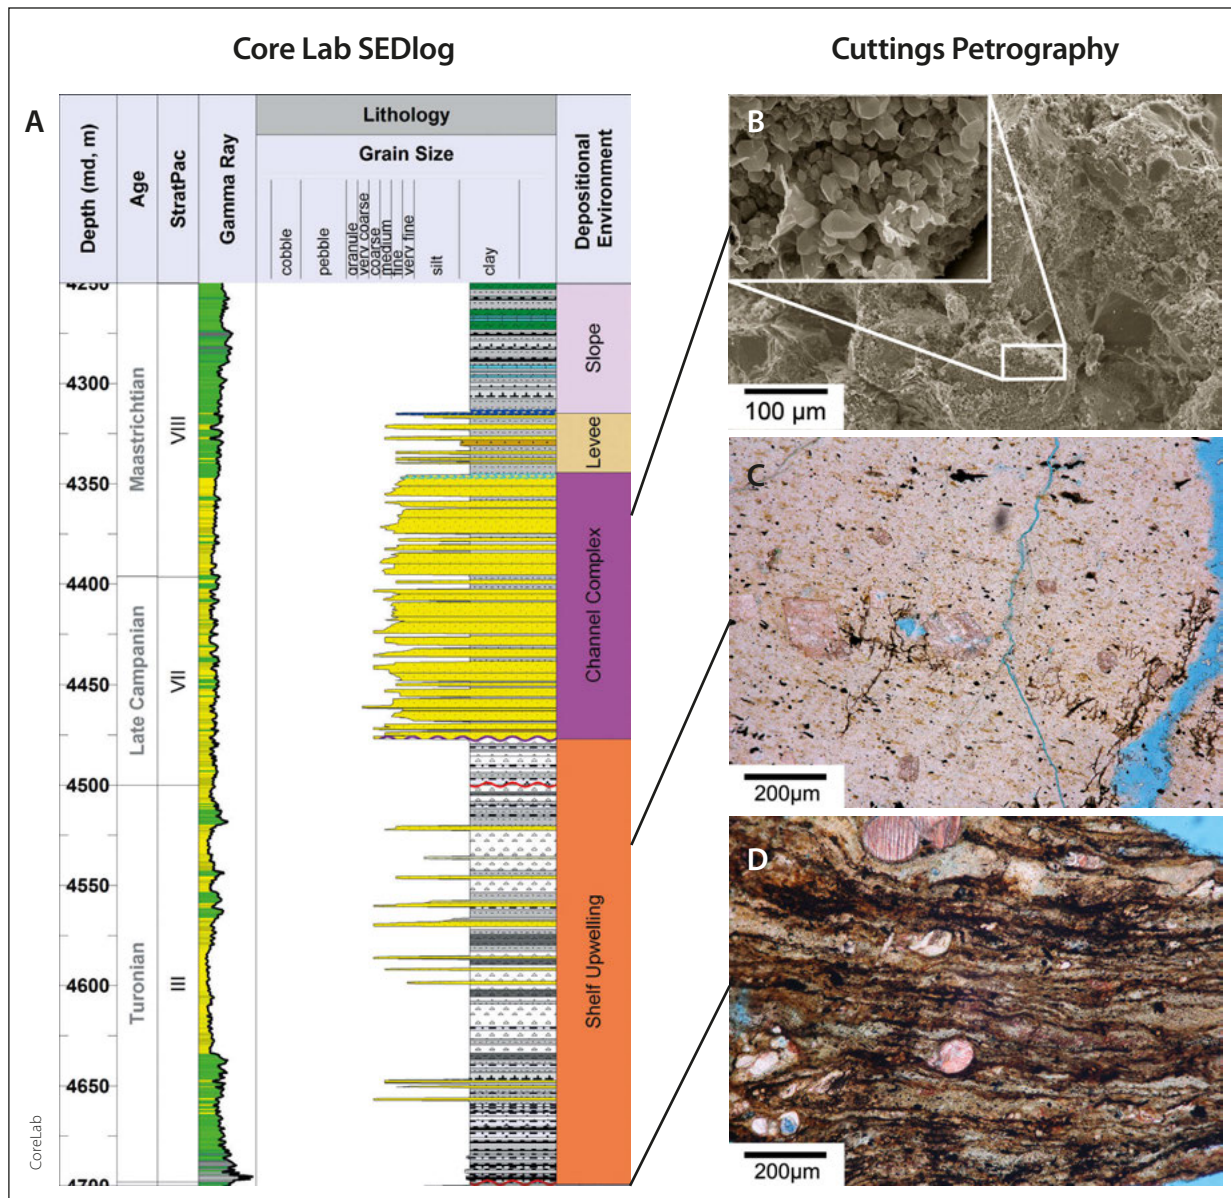 Core Lab SEDlog
Cuttings Petrography
A
Depth (md, m)
Age
StratPac
Gamma Ray
Lithology
Grain Size
cobble
pebble
granule
very coarse
coarse
medium
fine
very fine
silt
clay
Depositional
Environment
4250
4300
4350
4400
4450
4500
4550
4600
4650
4700
Maastrichtian
Late Campanian
Turonian
VIII
VII
III
Slope
Levee
Channel Complex
Shelf Upwelling
CoreLab
B
100 µm
C
200µm
D
200µm